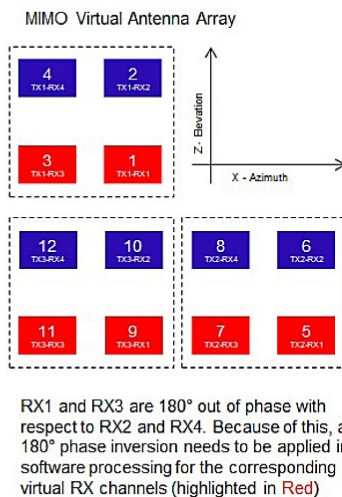 MIMO Virtual Antenna Array
4 2
TX1-RX4 TX1-RX2
3 1
TX1-RX3 TX1-RX1
Z - Elevation
X - Azimuth
12 10 8 6
TX3-RX4 TX3-RX2 TX2-RX4 TX2-RX2
11 9 7 5
TX3-RX3 TX3-RX1 TX2-RX3 TX2-RX1
RX1 and RX3 are 180° out of phase with
respect to RX2 and RX4. Because of this, a
180° phase inversion needs to be applied in
software processing for the corresponding
virtual RX channels (highlighted in Red)